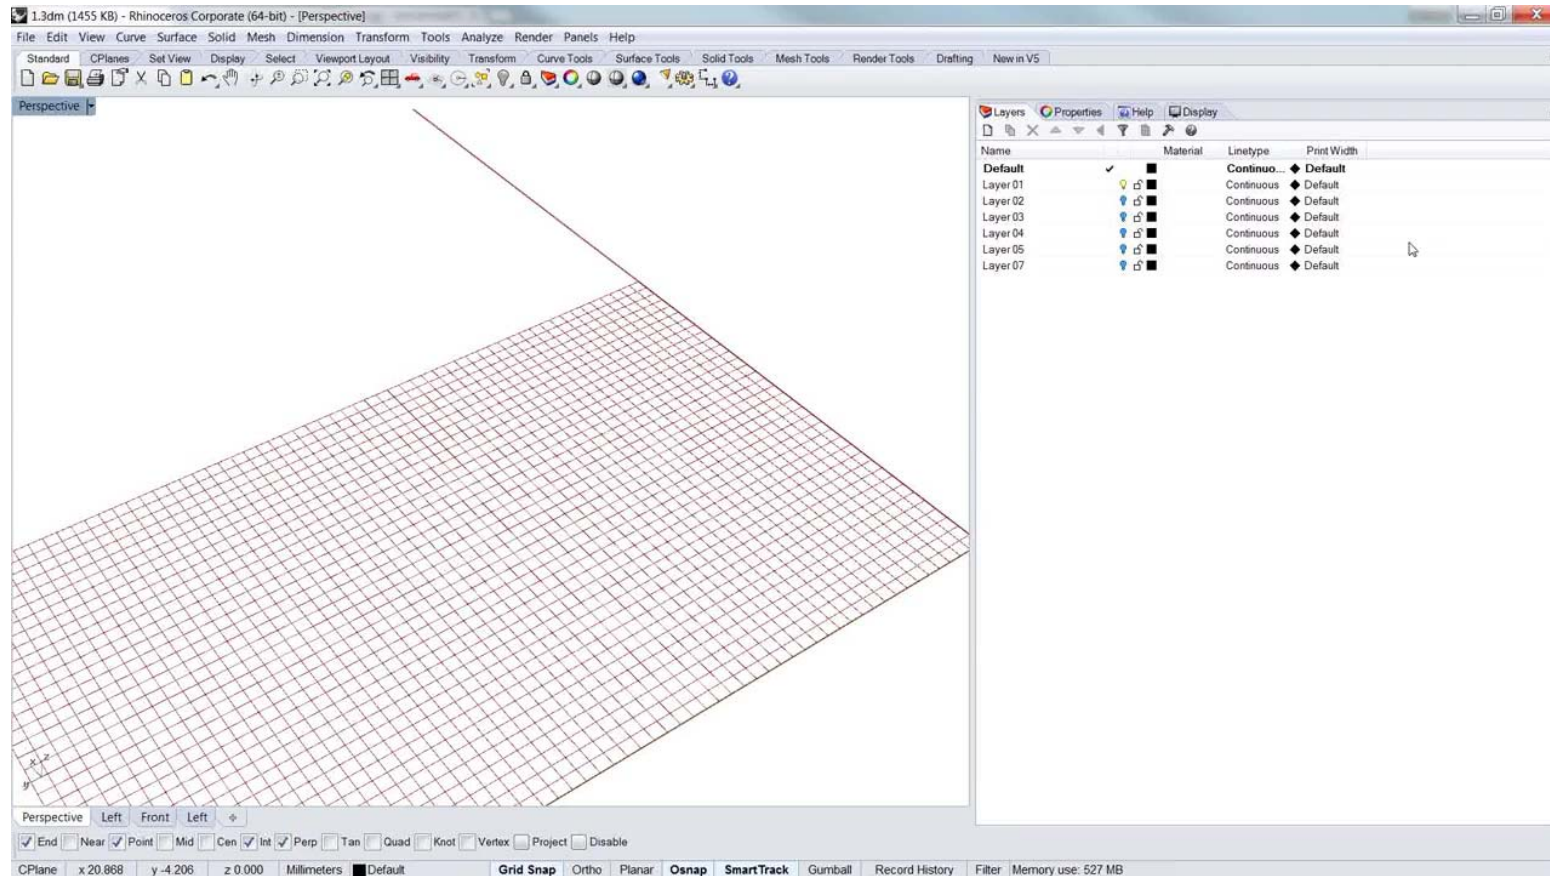 1.3dm (1455 KB) - Rhinoceros Corporate (64-bit) - [Perspective]
File Edit View Curve Surface Solid Mesh Dimension Transform Tools Analyze Render Panels Help
Standard CPlanes Set View Display Select Viewport Layout Visibility Transform Curve Tools Surface Tools Solid Tools Mesh Tools Render Tools Drafting New in V5
Perspective
Layers Properties Help Display
Name Material Linetype Print Width
Default Continuo... Default
Layer 01 Continuous Default
Layer 02 Continuous Default
Layer 03 Continuous Default
Layer 04 Continuous Default
Layer 05 Continuous Default
Layer 07 Continuous Default
x z
y
Perspective Left Front Left
End Near Point Mid Cen Int Perp Tan Quad Knot Vertex Project Disable
CPlane x 20.868 y -4.206 z 0.000 Millimeters Default Grid Snap Ortho Planar Osnap SmartTrack Gumball Record History Filter Memory use: 527 MB